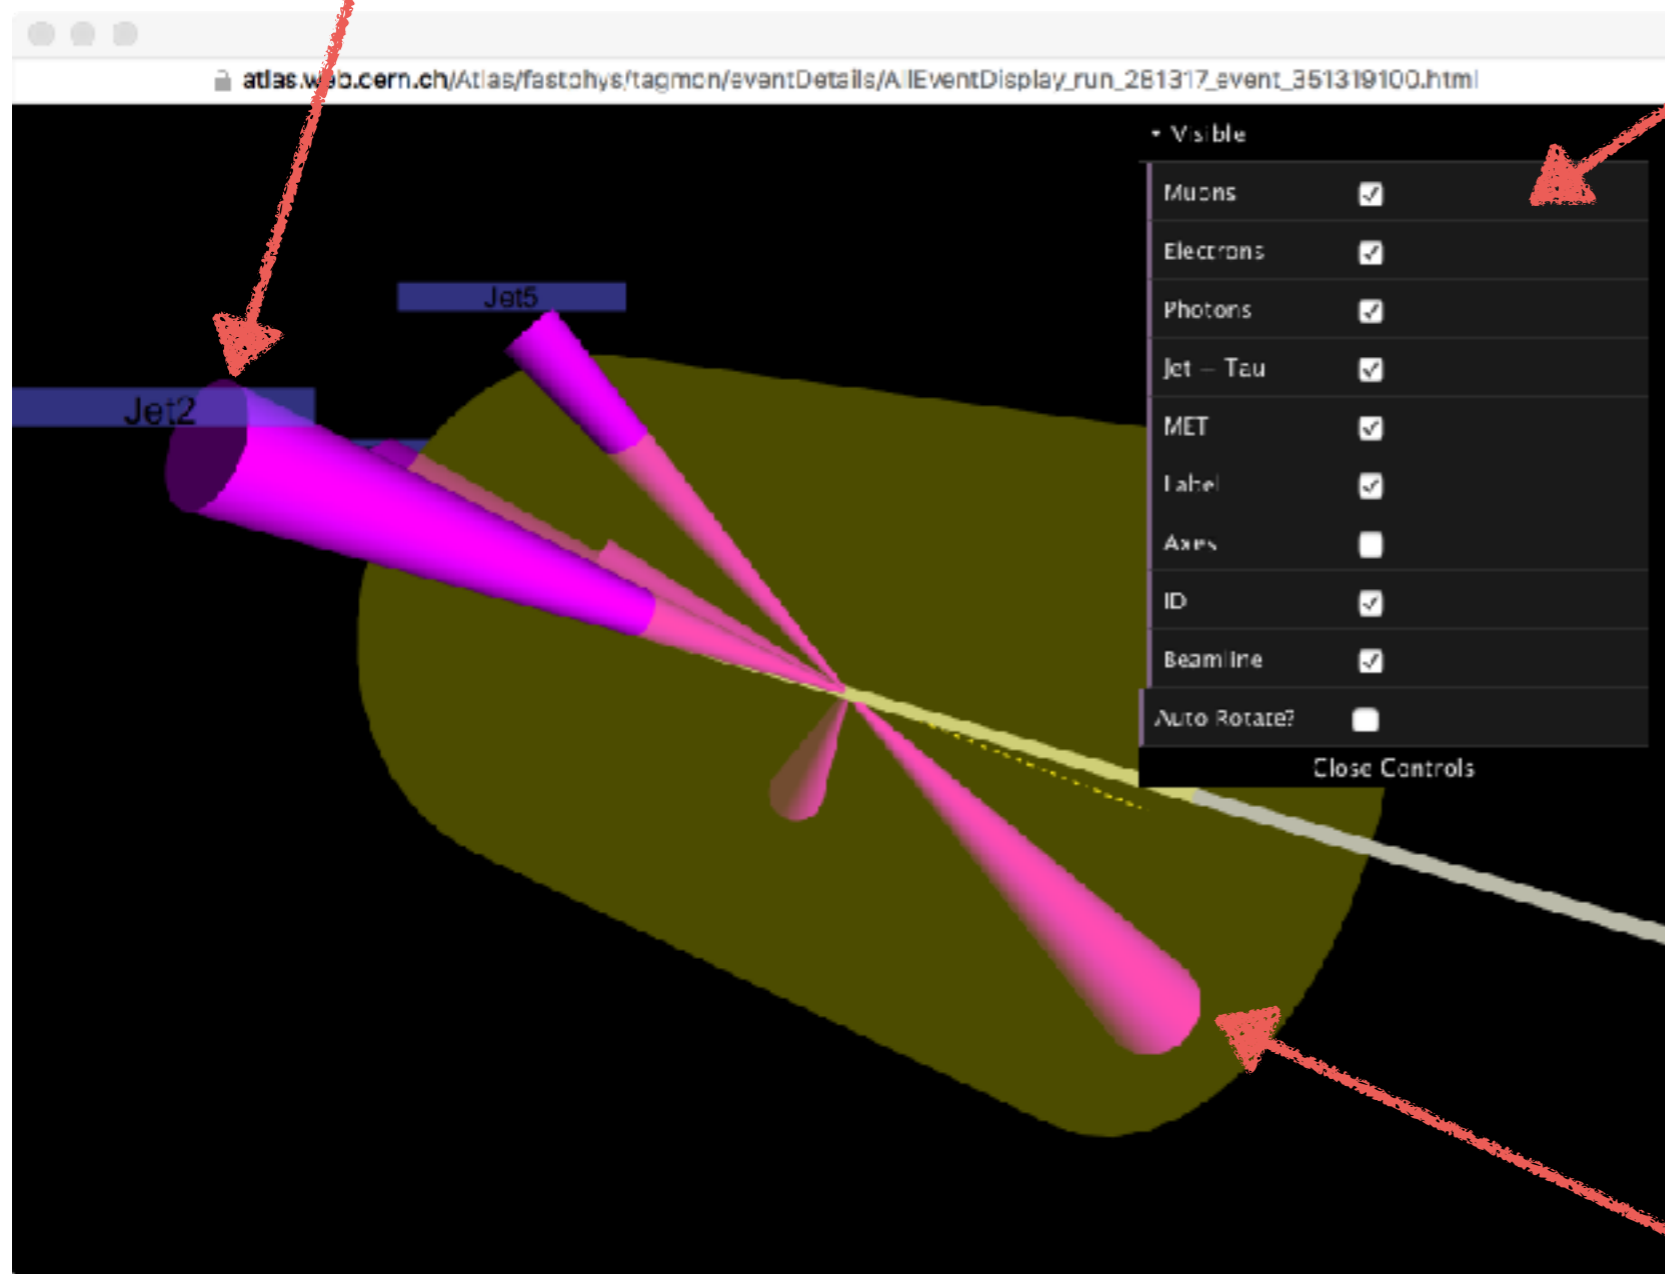 atlas.web.cern.ch/Atlas/fastphys/tagmon/eventDetails/AllEventDisplay_run_281317_event_351319100.html
Visible
Muons
Electrons
Photons
Jet – Tau
MET
Label
Axes
ID
Beamline
Auto Rotate?
Close Controls
Jet5
Jet2